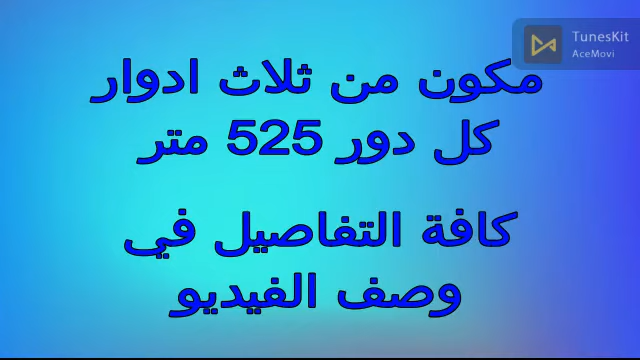 TunesKit
AceMovi
مكون من ثلاث ادوار
كل دور 525 متر
كافة التفاصيل في
وصف الفيديو